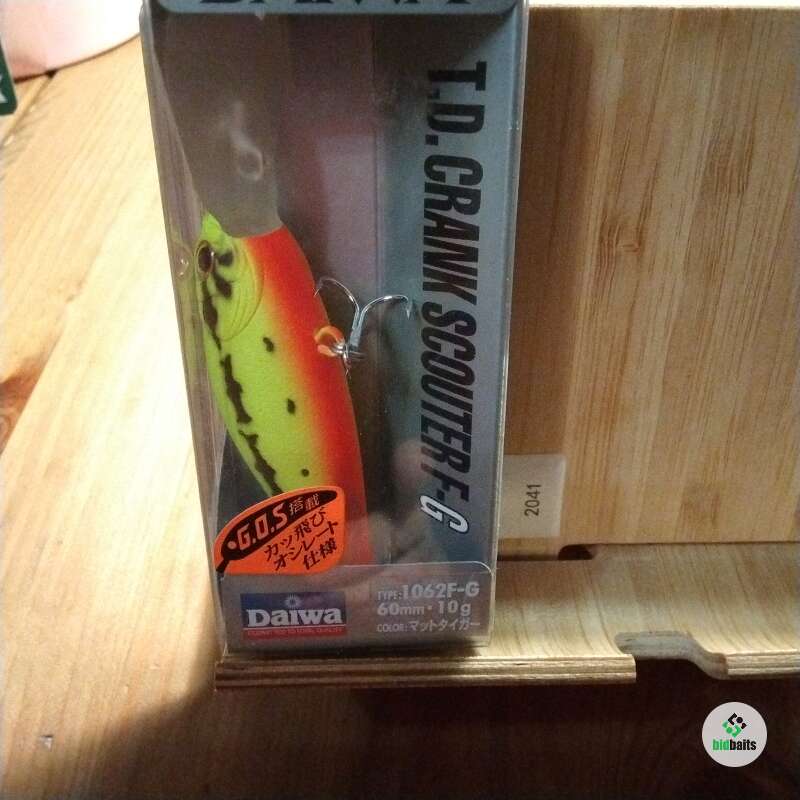 DAIWA
T.D. CRANK SCOUTER F-G
G.O.S 搭載
カッ飛び
オシレート
仕様
TYPE: 1062F-G
60mm・10g
COLOR: マットタイガー
Daiwa
2041
bidbaits